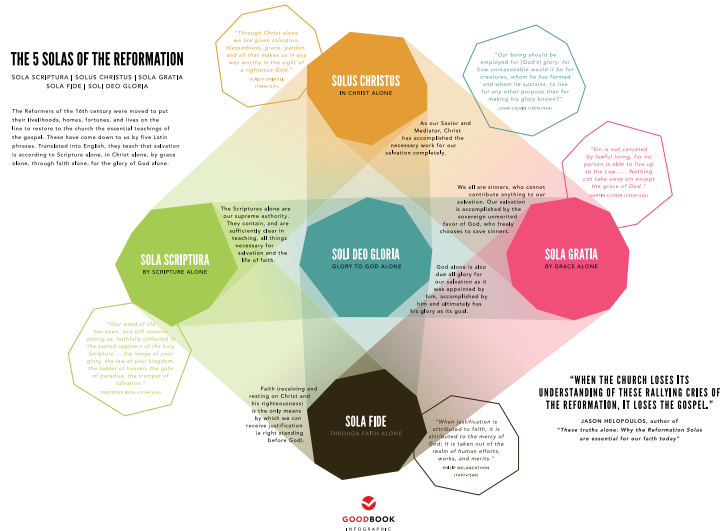 THE 5 SOLAS OF THE REFORMATION
SOLA SCRIPTURA | SOLUS CHRISTUS | SOLA GRATIA
SOLA FIDE | SOLI DEO GLORIA
The Reformers of the 16th century were moved to put
their livelihoods, homes, fortunes, and lives on the
line to restore to the church the essential teachings of
the gospel. These have come down to us by five Latin
phrases. Translated into English, they teach that salvation
is according to Scripture alone, in Christ alone, by grace
alone, through faith alone, for the glory of God alone.
"Through Christ alone
we are given salvation,
blessedness, grace, pardon,
and all that makes us in any
way worthy in the sight of
a righteous God."
SOLUS CHRISTUS
IN CHRIST ALONE
As our Savior and
Mediator, Christ
has accomplished the
necessary work for our
salvation completely.
"Our being should be
employed for [God's] glory: for
how unreasonable would it be for
creatures, whom he has formed
and whom he sustains, to live
for any other purpose than for
making his glory known?"
JOHN CALVIN (1509-1564)
"Sin is not canceled
by lawful living, for no
person is able to live up
to the Law. .... Nothing
can take away sin except
the grace of God."
MARTIN LUTHER (1483-1546)
We all are sinners, who cannot
contribute anything to our
salvation. Our salvation
is accomplished by the
sovereign unmerited
favor of God, who freely
chooses to save sinners.
SOLA GRATIA
BY GRACE ALONE
The Scriptures alone are
our supreme authority.
They contain, and are
sufficiently clear in
teaching, all things
necessary for
salvation and the
life of faith.
SOLA SCRIPTURA
BY SCRIPTURE ALONE
SOLI DEO GLORIA
GLORY TO GOD ALONE
God alone is also
due all glory for
our salvation as it
was appointed by
him, accomplished by
him and ultimately has
his glory as its goal.
"Your word of life
has been, and still remains
among us, faithfully collected in
the sacred registers of the holy
Scripture ... the image of your
glory, the law of your kingdom,
the ladder of heaven, the gate
of paradise, the trumpet of
salvation."
THEODORE BEZA (1519-1605)
Faith (receiving and
resting on Christ and
his righteousness)
is the only means
by which we can
receive justification
(a right standing
before God).
SOLA FIDE
THROUGH FAITH ALONE
"When justification is
attributed to faith, it is
attributed to the mercy of
God; it is taken out of the
realm of human efforts,
works, and merits."
PHILIP MELANCHTHON
(1497-1560)
"WHEN THE CHURCH LOSES ITS
UNDERSTANDING OF THESE RALLYING CRIES OF
THE REFORMATION, IT LOSES THE GOSPEL."
JASON HELOPOULOS, author of
"These truths alone: Why the Reformation Solas
are essential for our faith today"
GOODBOOK
INFOGRAPHIC